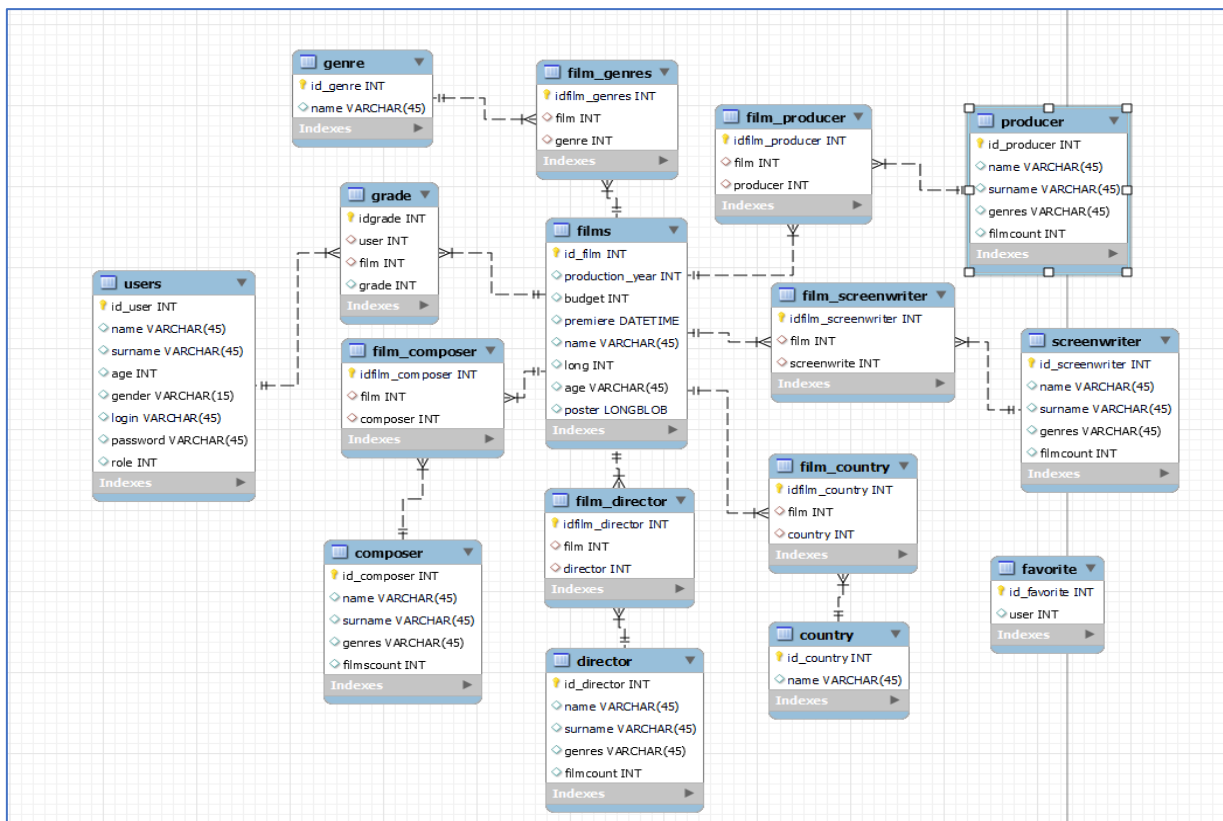 genre
id_genre INT
name VARCHAR(45)
Indexes
film_genres
idfilm_genres INT
film INT
genre INT
Indexes
film_producer
idfilm_producer INT
film INT
producer INT
Indexes
producer
id_producer INT
name VARCHAR(45)
surname VARCHAR(45)
genres VARCHAR(45)
filmcount INT
Indexes
grade
idgrade INT
user INT
film INT
grade INT
Indexes
films
id_film INT
production_year INT
budget INT
premiere DATETIME
name VARCHAR(45)
long INT
age VARCHAR(45)
poster LONGBLOB
Indexes
users
id_user INT
name VARCHAR(45)
surname VARCHAR(45)
age INT
gender VARCHAR(15)
login VARCHAR(45)
password VARCHAR(45)
role INT
Indexes
film_screenwriter
idfilm_screenwriter INT
film INT
screenwrite INT
Indexes
screenwriter
id_screenwriter INT
name VARCHAR(45)
surname VARCHAR(45)
genres VARCHAR(45)
filmcount INT
Indexes
film_composer
idfilm_composer INT
film INT
composer INT
Indexes
film_country
idfilm_country INT
film INT
country INT
Indexes
film_director
idfilm_director INT
film INT
director INT
Indexes
composer
id_composer INT
name VARCHAR(45)
surname VARCHAR(45)
genres VARCHAR(45)
filmscount INT
Indexes
favorite
id_favorite INT
user INT
Indexes
country
id_country INT
name VARCHAR(45)
Indexes
director
id_director INT
name VARCHAR(45)
surname VARCHAR(45)
genres VARCHAR(45)
filmcount INT
Indexes